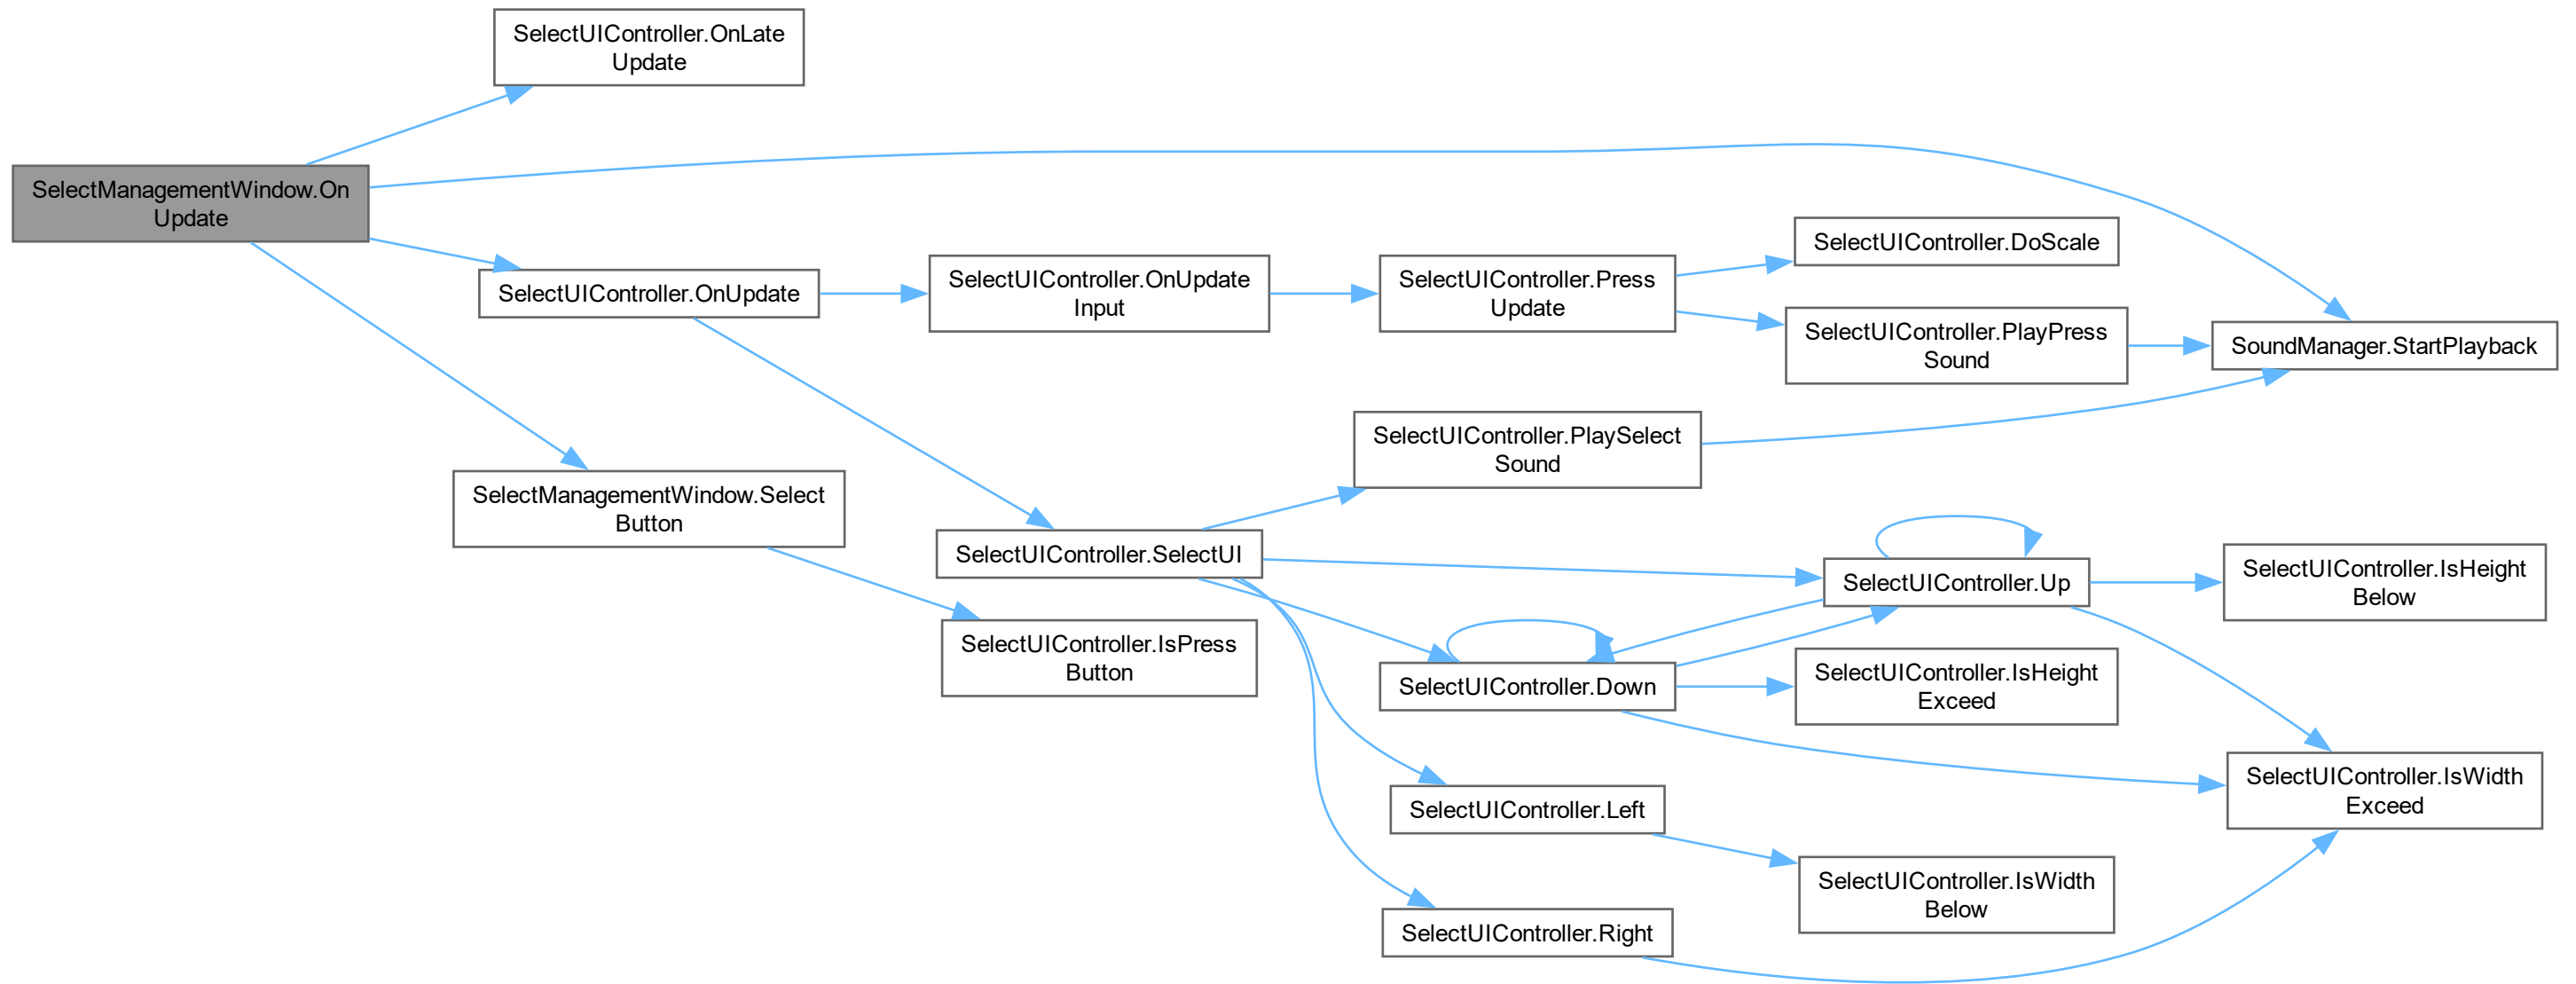 SelectUIController.OnLate
Update
SelectManagementWindow.On
Update
SelectUIController.OnUpdate
SelectManagementWindow.Select
Button
SelectUIController.OnUpdate
Input
SelectUIController.SelectUI
SelectUIController.IsPress
Button
SelectUIController.Press
Update
SelectUIController.PlaySelect
Sound
SelectUIController.Down
SelectUIController.Left
SelectUIController.Right
SelectUIController.DoScale
SelectUIController.PlayPress
Sound
SelectUIController.Up
SelectUIController.IsHeight
Exceed
SelectUIController.IsWidth
Below
SoundManager.StartPlayback
SelectUIController.IsHeight
Below
SelectUIController.IsWidth
Exceed